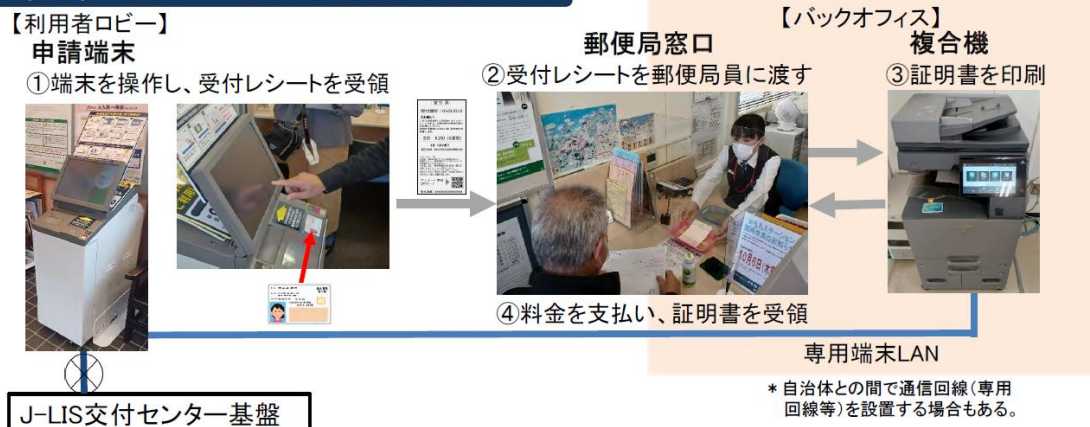 【利用者ロビー】
申請端末
①端末を操作し、受付レシートを受領
【バックオフィス】
郵便局窓口
複合機
②受付レシートを郵便局員に渡す
③証明書を印刷
10月6日(木)
④料金を支払い、証明書を受領
専用端末LAN
J-LIS交付センター基盤
*自治体との間で通信回線(専用
回線等)を設置する場合もある。